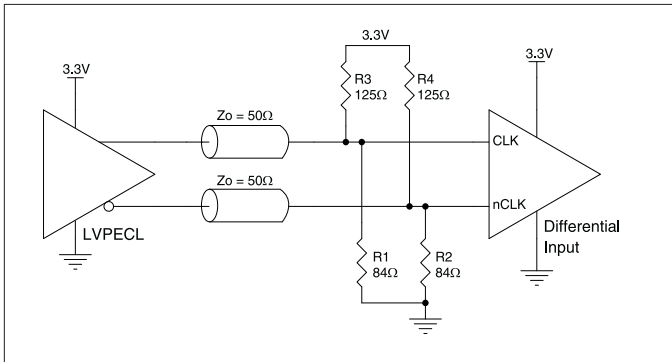 3.3V
3.3V
3.3V
R3
125Ω
R4
125Ω
Zo = 50Ω
CLK
Zo = 50Ω
nCLK
LVPECL
Differential
Input
R1
84Ω
R2
84Ω